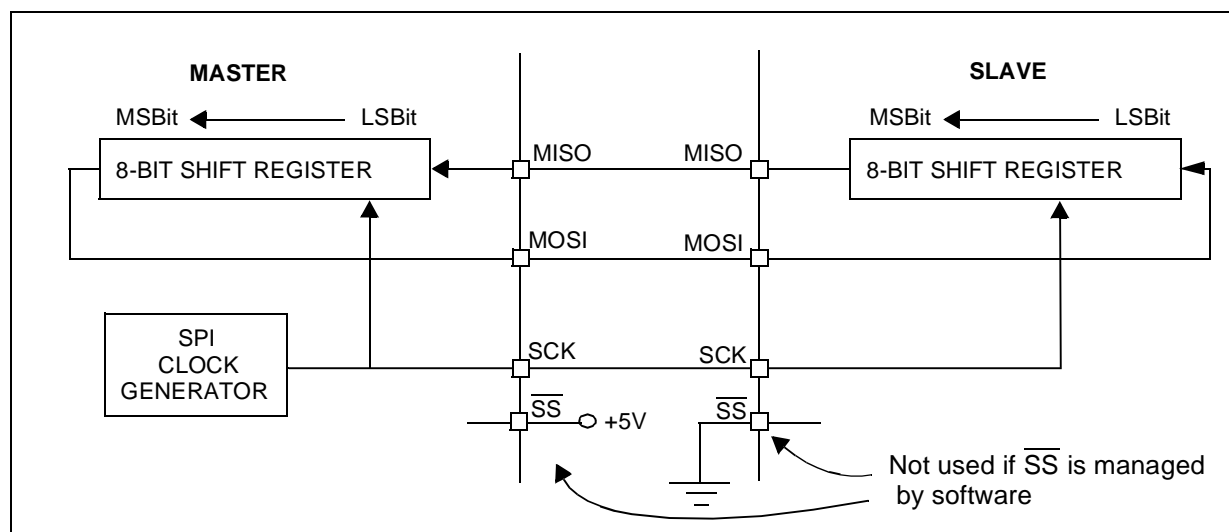 MASTER
SLAVE
MSBit LSBit
MSBit LSBit
8-BIT SHIFT REGISTER
MISO
MISO
8-BIT SHIFT REGISTER
MOSI
MOSI
SPI
CLOCK
GENERATOR
SCK
SCK
SS
+5V
SS
Not used if SS is managed
by software